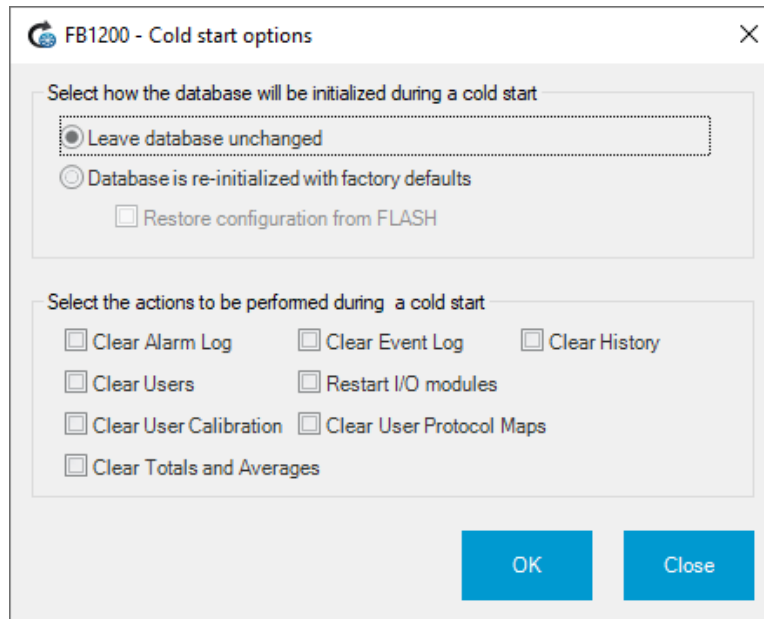 FB1200 - Cold start options
Select how the database will be initialized during a cold start
Leave database unchanged
Database is re-initialized with factory defaults
Restore configuration from FLASH
Select the actions to be performed during a cold start
Clear Alarm Log Clear Event Log Clear History
Clear Users Restart I/O modules
Clear User Calibration Clear User Protocol Maps
Clear Totals and Averages
OK Close